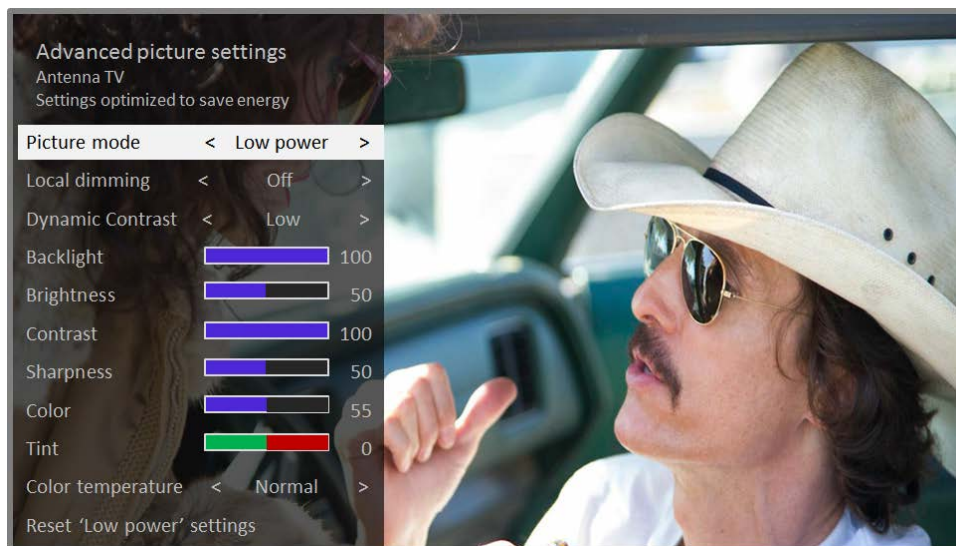 Advanced picture settings
Antenna TV
Settings optimized to save energy
Picture mode < Low power >
Local dimming < Off >
Dynamic Contrast < Low >
Backlight 100
Brightness 50
Contrast 100
Sharpness 50
Color 55
Tint 0
Color temperature < Normal >
Reset ‘Low power’ settings